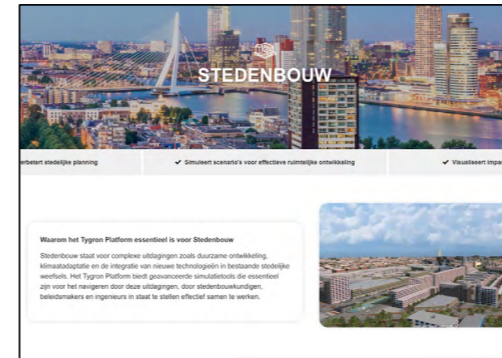 STEDENBOUW
erbetert stedelijke planning
✔ Simuleert scenario's voor effectieve ruimtelijke ontwikkeling
✔ Visualiseert impa
Waarom het Tygron Platform essentieel is voor Stedenbouw
Stedenbouw staat voor complexe uitdagingen zoals duurzame ontwikkeling,
klimaatadaptatie en de integratie van nieuwe technologieën in bestaande stedelijke
weefsels. Het Tygron Platform biedt geavanceerde simulatietools die essentieel
zijn voor het navigeren door deze uitdagingen, door stedenbouwkundigen,
beleidsmakers en ingenieurs in staat te stellen effectief samen te werken.